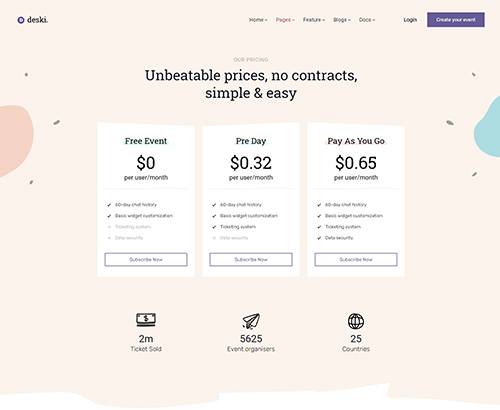 deski.
Home Pages Feature Blogs Docs Login Create your event
OUR PRICING
Unbeatable prices, no contracts,
simple & easy
Free Event
$0
per user/month
60-day chat history
Basic widget customization
Ticketing system
Data security
Subscribe Now
Pre Day
$0.32
per user/month
60-day chat history
Basic widget customization
Ticketing system
Data security
Subscribe Now
Pay As You Go
$0.65
per user/month
60-day chat history
Basic widget customization
Ticketing system
Data security
Subscribe Now
2m
Ticket Sold
5625
Event organisers
25
Countries